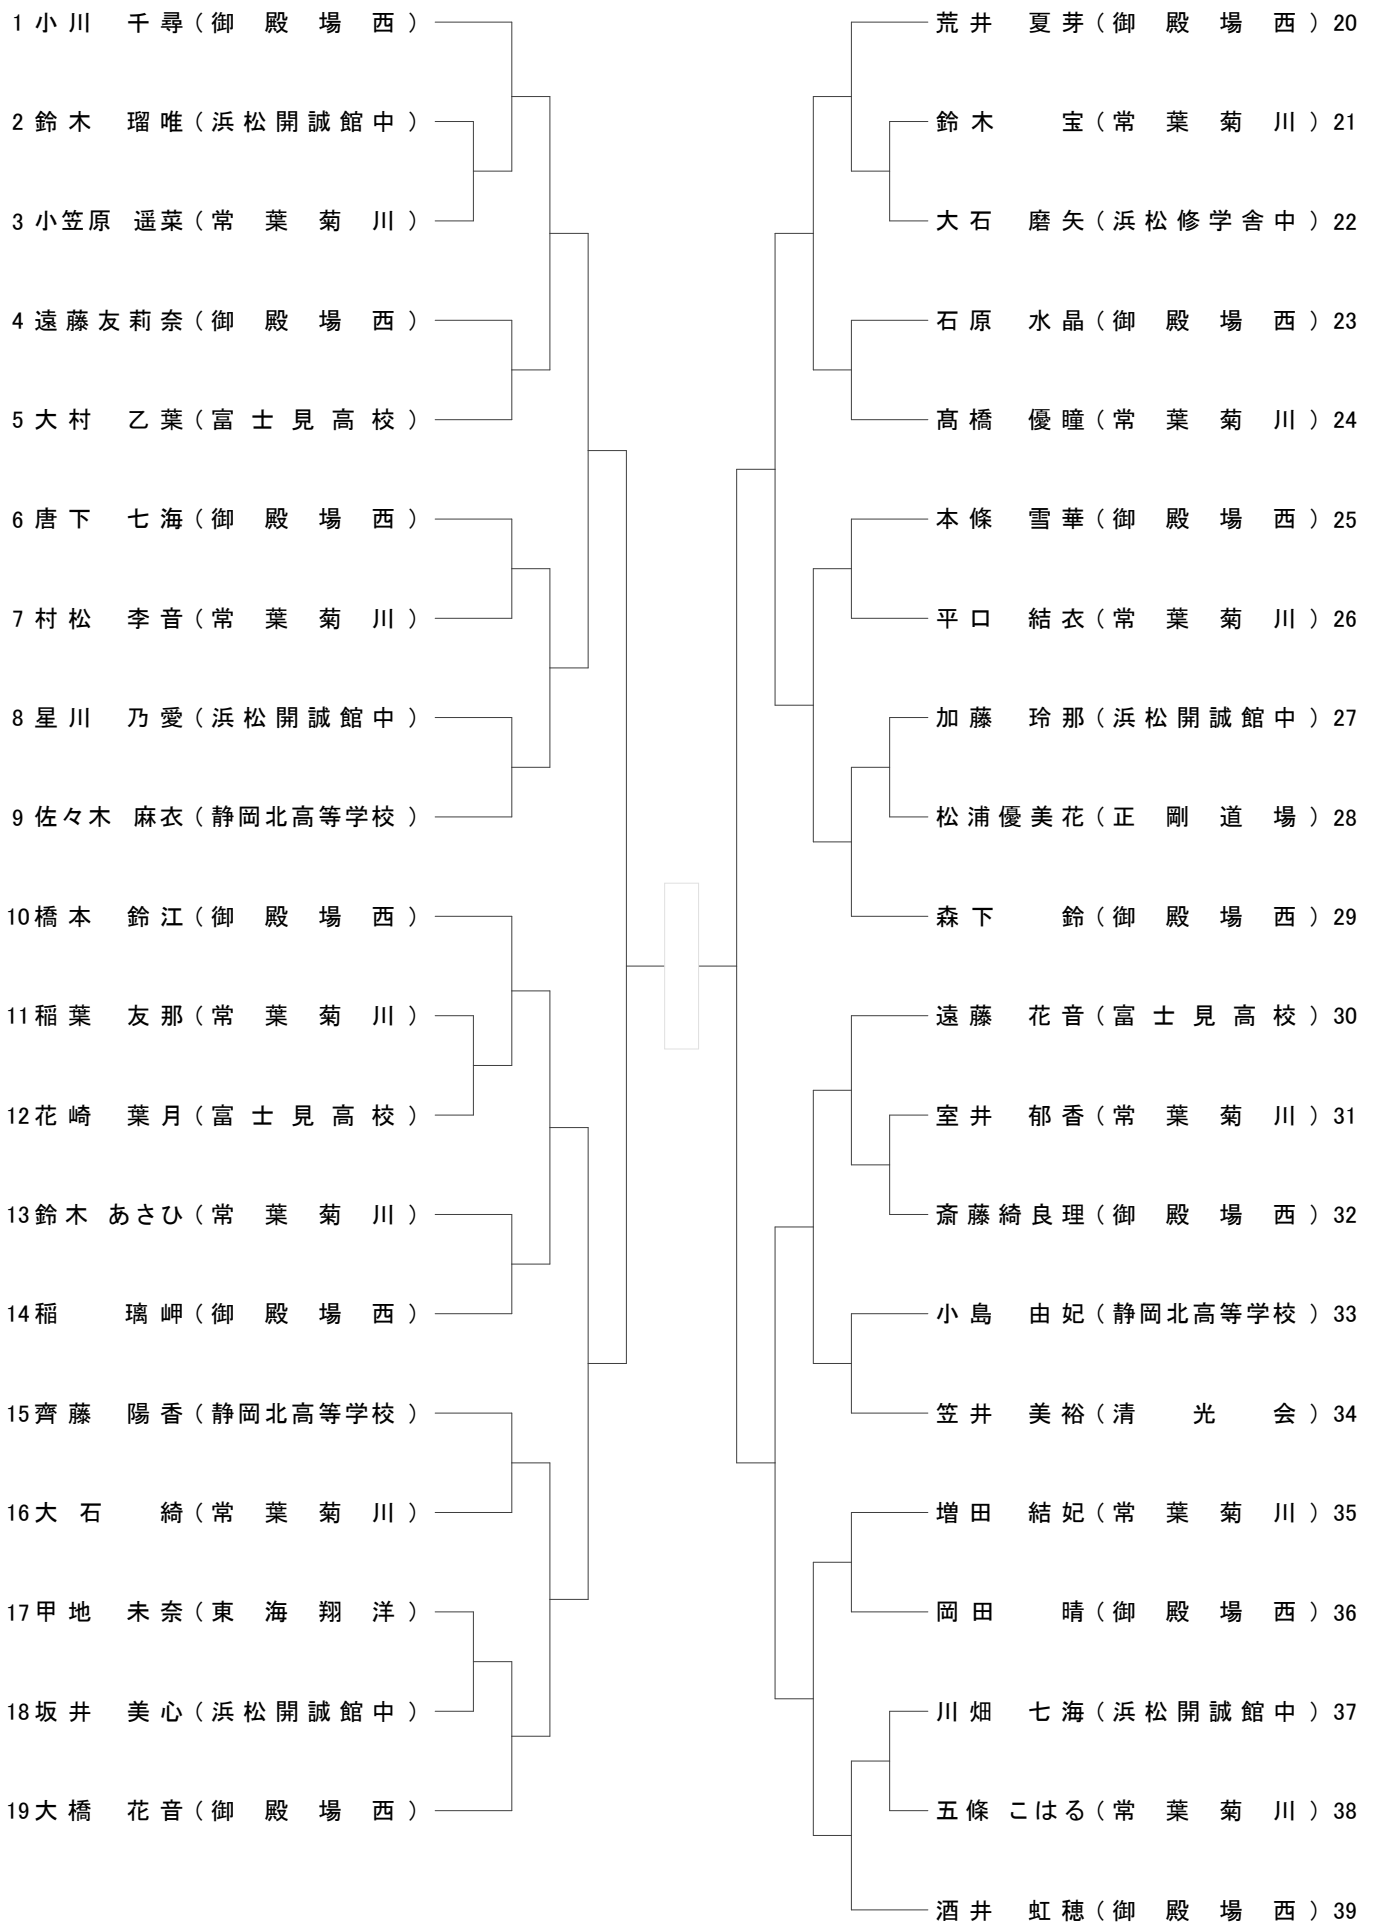 1 小川 千尋（御殿場西）
2 鈴木 瑠唯（浜松開誠館中）
3 小笠原 遥菜（常葉菊川）
4 遠藤友莉奈（御殿場西）
5 大村 乙葉（富士見高校）
6 唐下 七海（御殿場西）
7 村松 李音（常葉菊川）
8 星川 乃愛（浜松開誠館中）
9 佐々木 麻衣（静岡北高等学校）
10 橋本 鈴江（御殿場西）
11 稲葉 友那（常葉菊川）
12 花崎 葉月（富士見高校）
13 鈴木 あさひ（常葉菊川）
14 稲 璃岬（御殿場西）
15 齊藤 陽香（静岡北高等学校）
16 大石 綺（常葉菊川）
17 甲地 未奈（東海翔洋）
18 坂井 美心（浜松開誠館中）
19 大橋 花音（御殿場西）
荒井 夏芽（御殿場西）20
鈴木 宝（常葉菊川）21
大石 磨矢（浜松修学舎中）22
石原 水晶（御殿場西）23
髙橋 優瞳（常葉菊川）24
本條 雪華（御殿場西）25
平口 結衣（常葉菊川）26
加藤 玲那（浜松開誠館中）27
松浦優美花（正剛道場）28
森下 鈴（御殿場西）29
遠藤 花音（富士見高校）30
室井 郁香（常葉菊川）31
斎藤綺良理（御殿場西）32
小島 由妃（静岡北高等学校）33
笠井 美裕（清光会）34
増田 結妃（常葉菊川）35
岡田 晴（御殿場西）36
川畑 七海（浜松開誠館中）37
五條 こはる（常葉菊川）38
酒井 虹穂（御殿場西）39